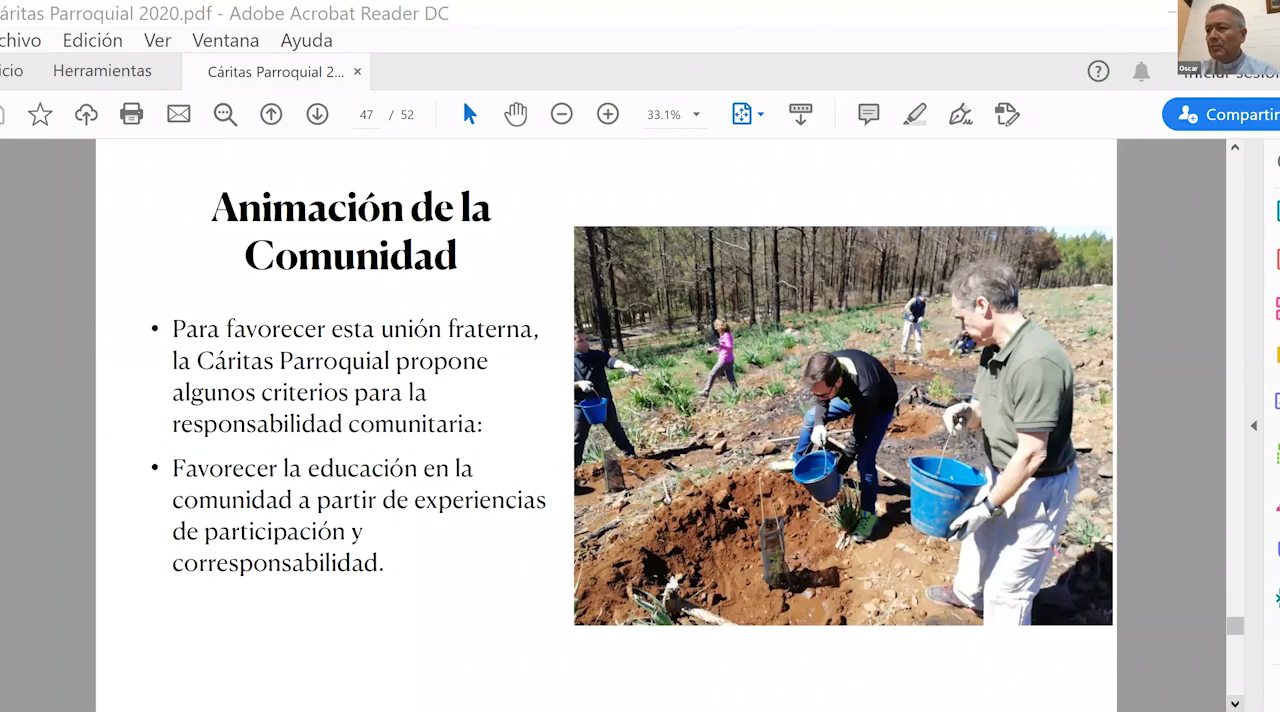 áritas Parroquial 2020.pdf - Adobe Acrobat Reader DC
chivo Edición Ver Ventana Ayuda
icio Herramientas Cáritas Parroquial 2... ×
Oscar
47 / 52 33.1% Compartir
Animación de la
Comunidad
• Para favorecer esta unión fraterna,
la Cáritas Parroquial propone
algunos criterios para la
responsabilidad comunitaria:
• Favorecer la educación en la
comunidad a partir de experiencias
de participación y
corresponsabilidad.